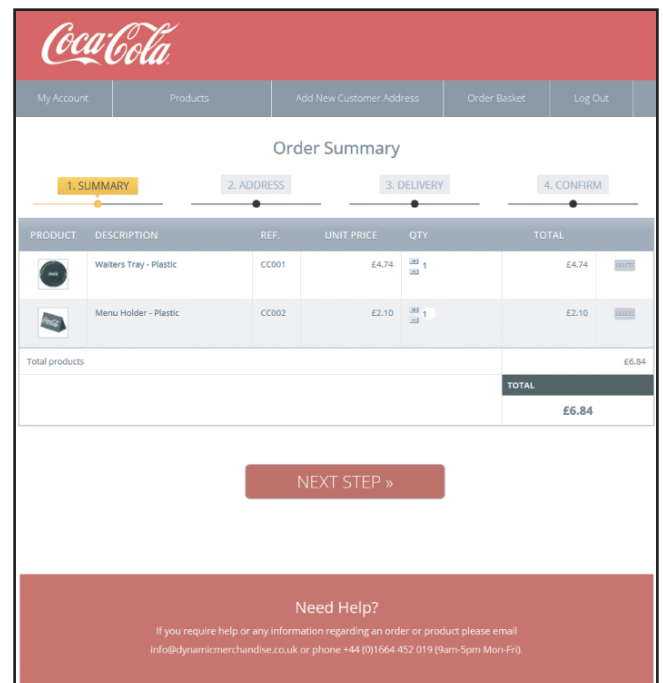 Coca-Cola
My Account Products Add New Customer Address Order Basket Log Out
Order Summary
1. SUMMARY 2. ADDRESS 3. DELIVERY 4. CONFIRM
PRODUCT DESCRIPTION REF. UNIT PRICE QTY TOTAL
Waiters Tray - Plastic CC001 £4.74 1 £4.74
Menu Holder - Plastic CC002 £2.10 1 £2.10
Total products £6.84
TOTAL
£6.84
NEXT STEP »
Need Help?
If you require help or any information regarding an order or product please email
info@dynamicmerchandise.co.uk or phone +44 (0)1664 452 019 (9am-5pm Mon-Fri).